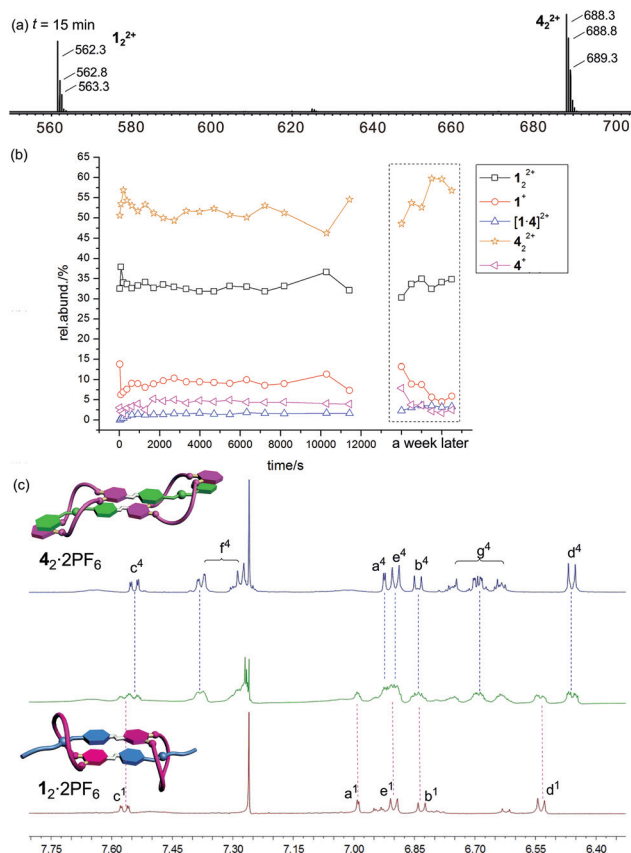 (a) t = 15 min
1₂²⁺
4₂²⁺
562.3
562.8
563.3
688.3
688.8
689.3
560 580 600 620 640 660 680 700
(b)
65
60
55
50
45
40
35
30
25
20
15
10
5
0
rel.abund./%
0 2000 4000 6000 8000 10000 12000 a week later
time/s
1₂²⁺
1⁺
[1·4]²⁺
4₂²⁺
4⁺
(c)
4₂·2PF₆
c⁴ f⁴ a⁴ e⁴ b⁴ g⁴ d⁴
1₂·2PF₆
c¹ a¹ e¹ b¹ d¹
7.75 7.60 7.45 7.30 7.15 7.00 6.85 6.70 6.55 6.40